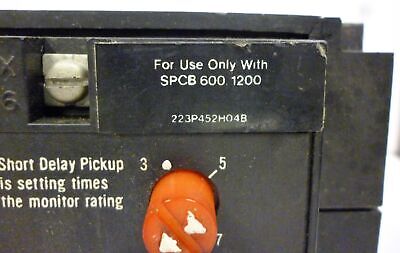 For Use Only With
SPCB 600, 1200
223P452H04B
X
6
Short Delay Pickup
is setting times
the monitor rating
3
5
7